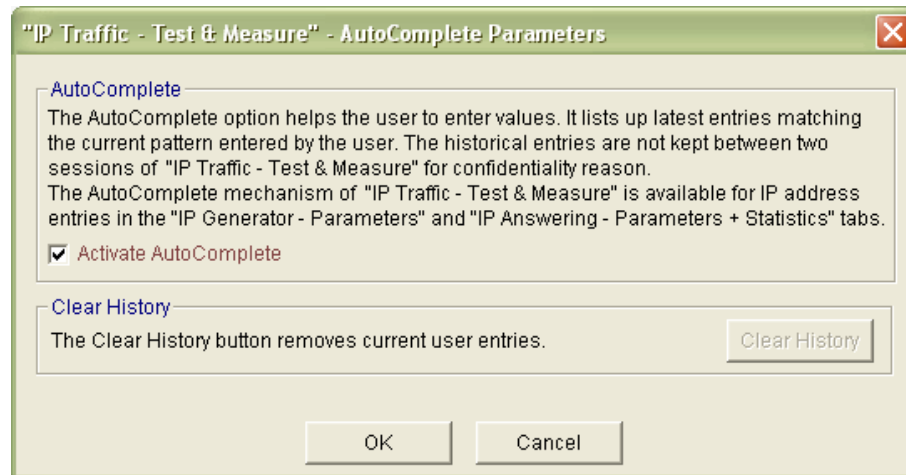 "IP Traffic - Test & Measure" - AutoComplete Parameters
AutoComplete
The AutoComplete option helps the user to enter values. It lists up latest entries matching
the current pattern entered by the user. The historical entries are not kept between two
sessions of "IP Traffic - Test & Measure" for confidentiality reason.
The AutoComplete mechanism of "IP Traffic - Test & Measure" is available for IP address
entries in the "IP Generator - Parameters" and "IP Answering - Parameters + Statistics" tabs.
Activate AutoComplete
Clear History
The Clear History button removes current user entries.
Clear History
OK
Cancel